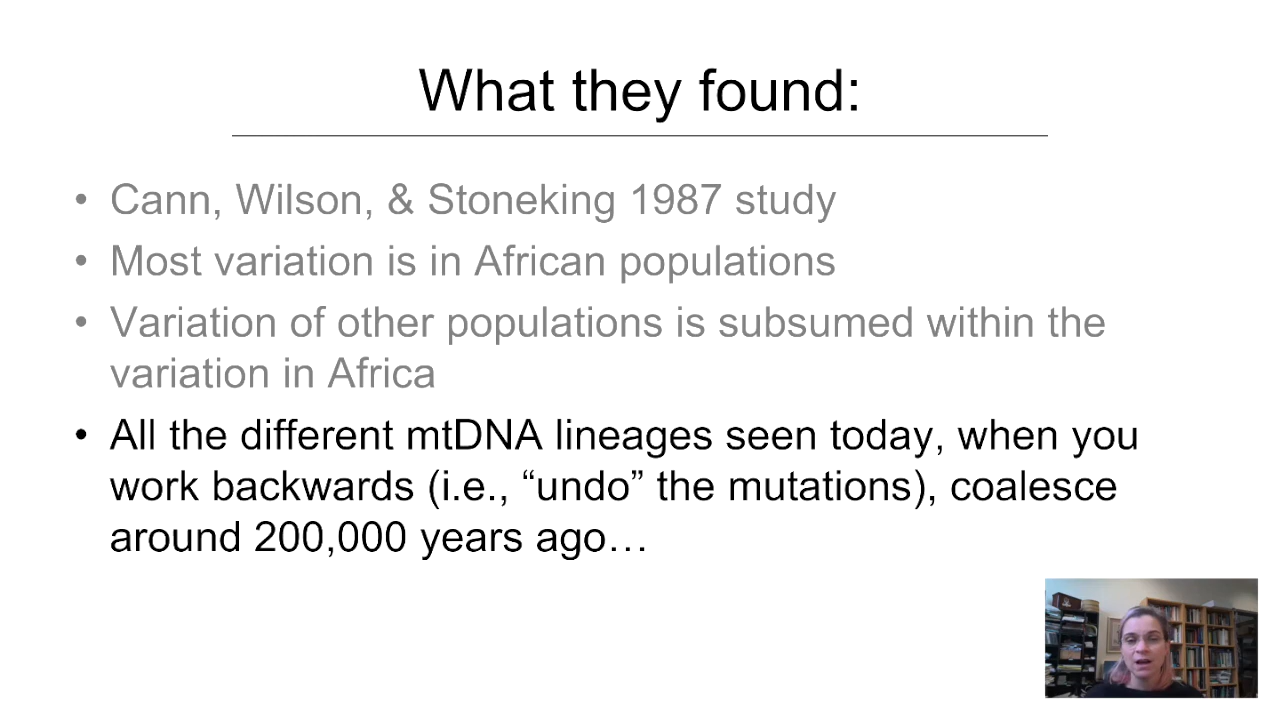 What they found:
• Cann, Wilson, & Stoneking 1987 study
• Most variation is in African populations
• Variation of other populations is subsumed within the
variation in Africa
• All the different mtDNA lineages seen today, when you
work backwards (i.e., “undo” the mutations), coalesce
around 200,000 years ago…